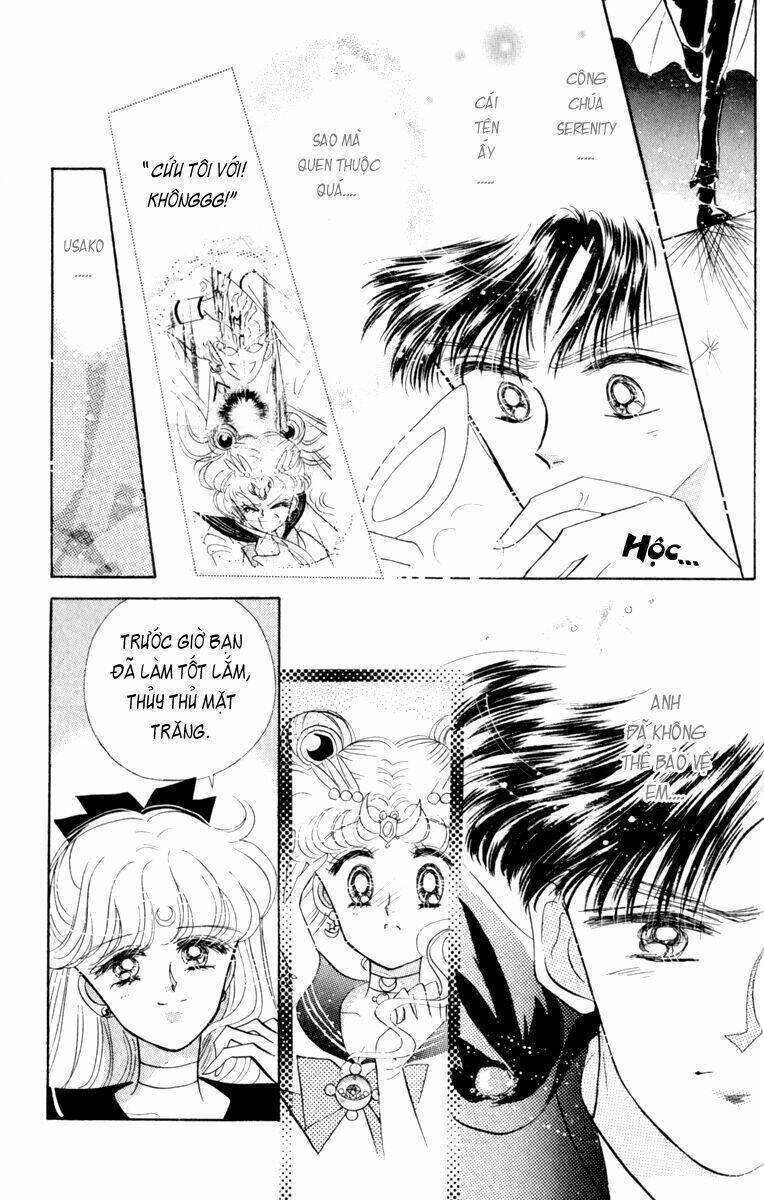 CÔNG
CHÚA
SERENITY
.....
CÁI
TÊN
ẤY
.....
SAO MÀ
QUEN THUỘC
QUÁ....
"CỨU TÔI VỚI!
KHÔNGGG!"
USAKO
.....
HỘC...
TRƯỚC GIỜ BẠN
ĐÃ LÀM TỐT LẮM,
THỦY THỦ MẶT
TRĂNG.
ANH
ĐÃ KHÔNG
THỂ BẢO VỆ
EM....